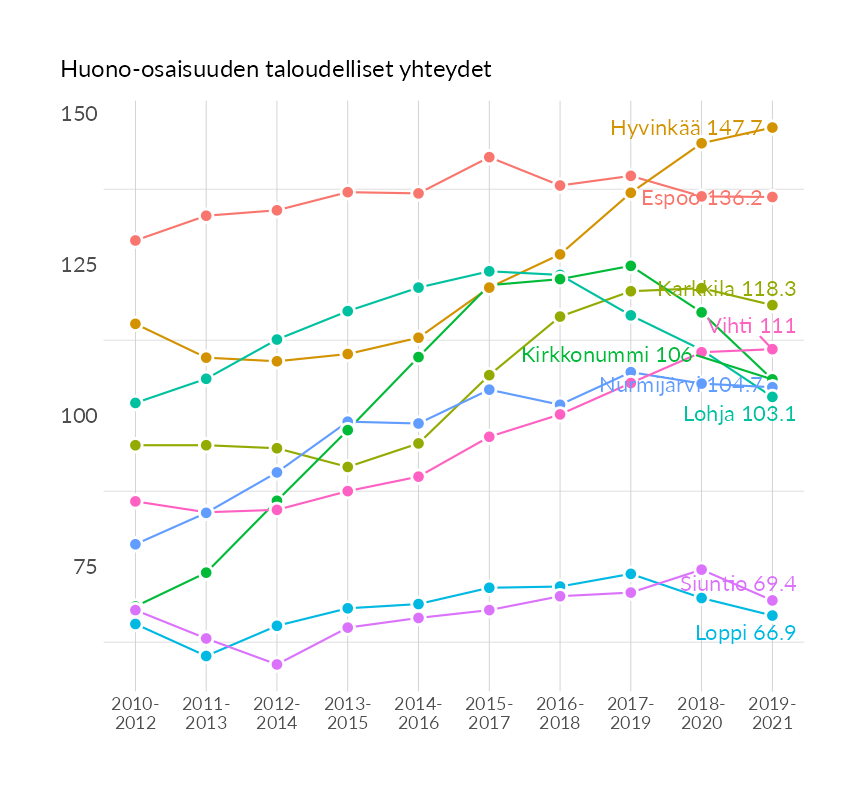 Huono-osaisuuden taloudelliset yhteydet
150
125
100
75
Hyvinkää 147.7
Espoo 136.2
Karkkila 118.3
Vihti 111
Kirkkonummi 106
Nurmijärvi 104.7
Lohja 103.1
Siuntio 69.4
Loppi 66.9
2010-
2012
2011-
2013
2012-
2014
2013-
2015
2014-
2016
2015-
2017
2016-
2018
2017-
2019
2018-
2020
2019-
2021